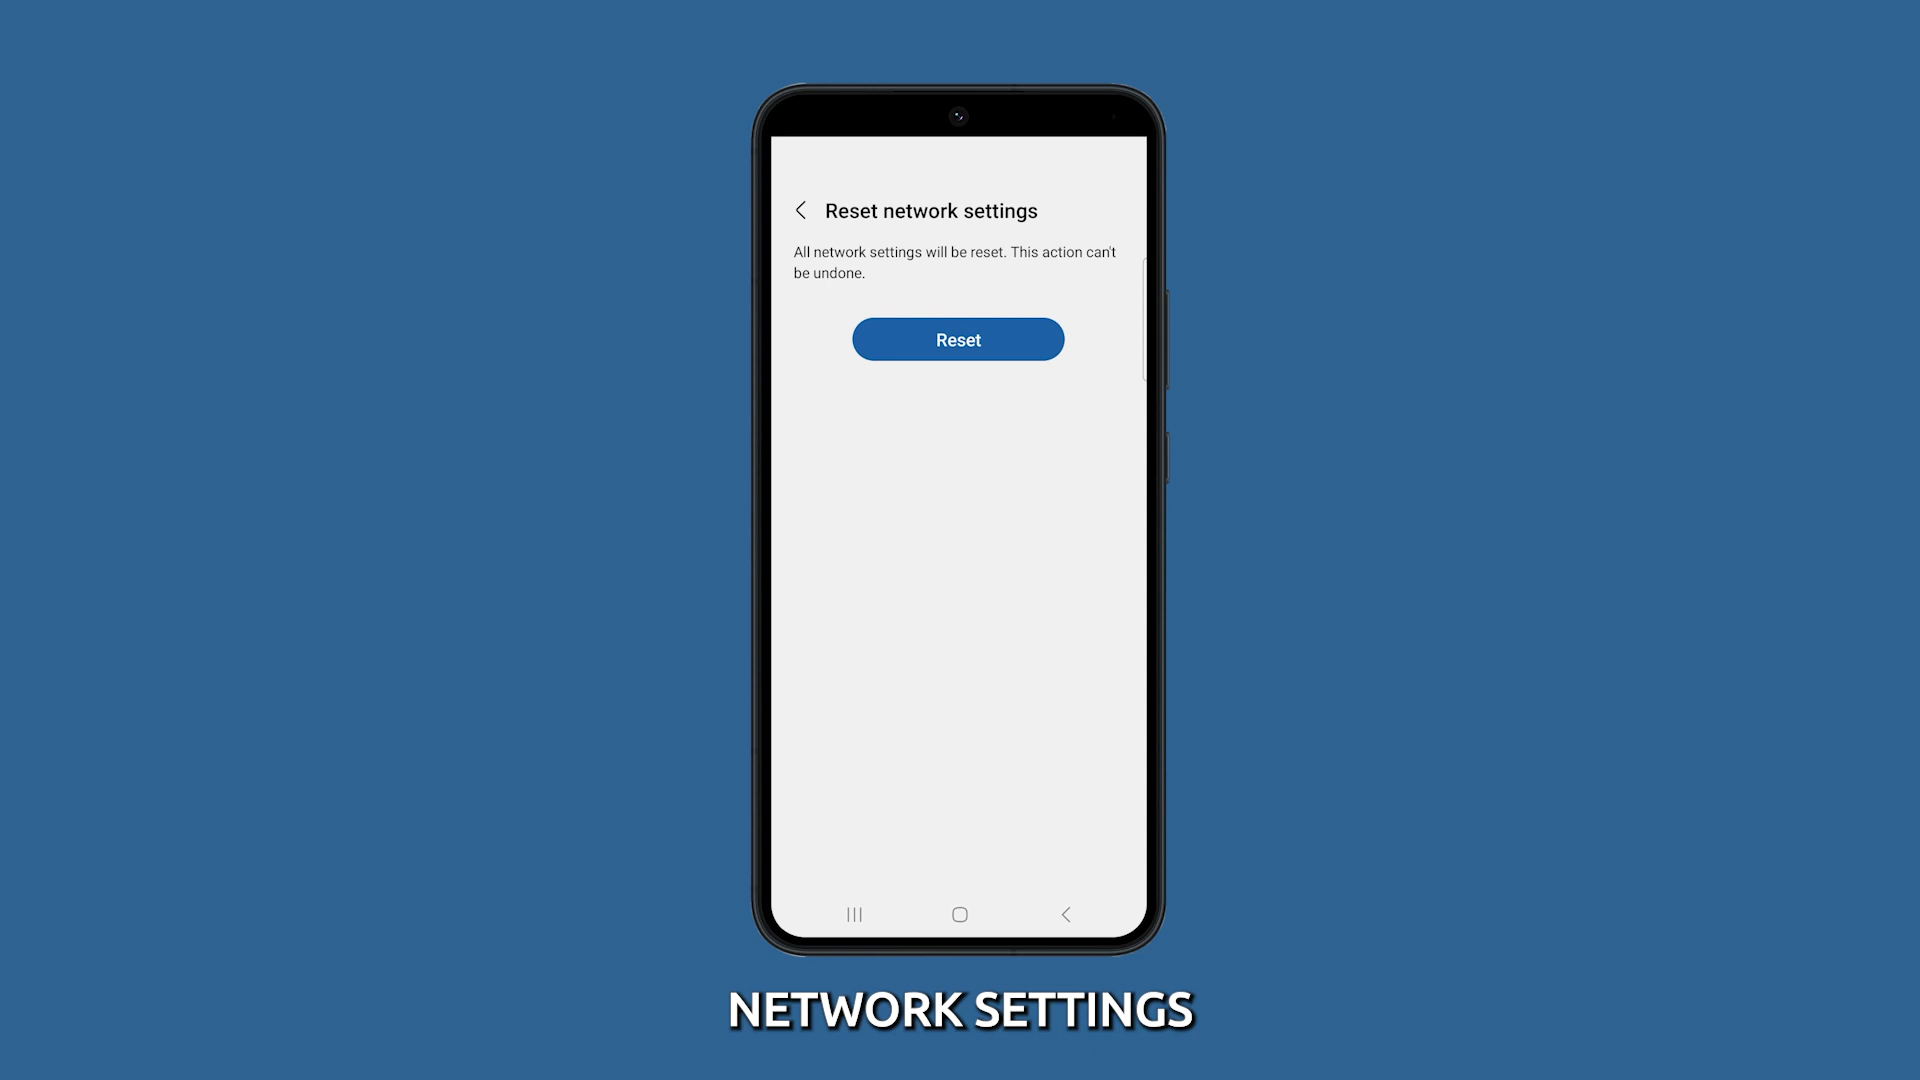 Reset network settings
All network settings will be reset. This action can't
be undone.
Reset
NETWORK SETTINGS